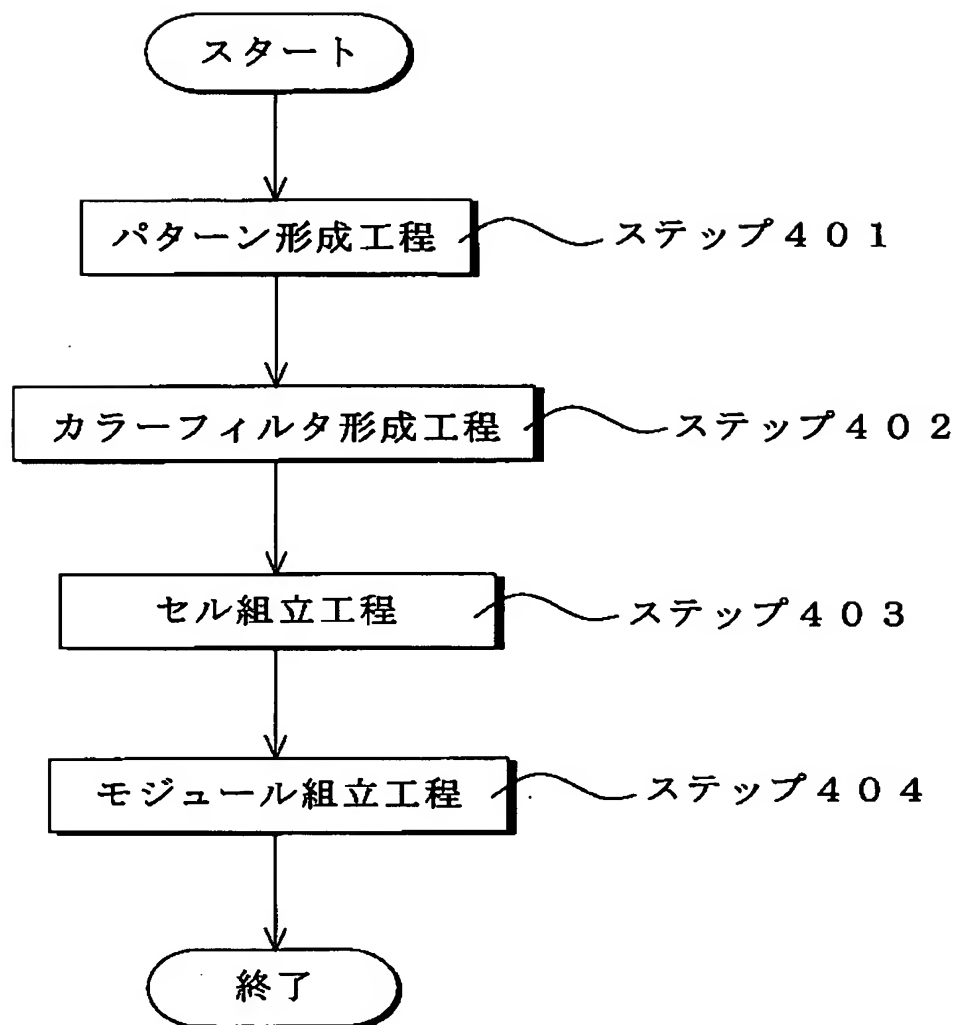 スタート
パターン形成工程 ステップ401
カラーフィルタ形成工程 ステップ402
セル組立工程 ステップ403
モジュール組立工程 ステップ404
終了